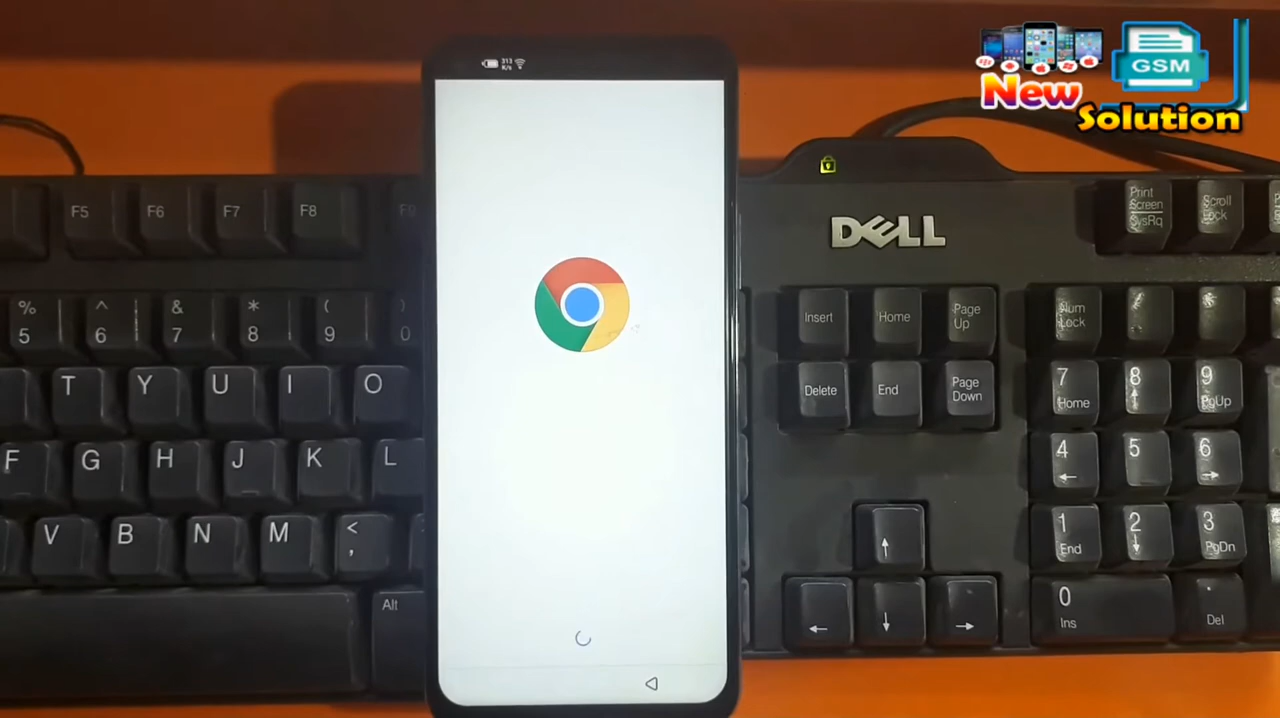 313
K/s
New
GSM
Solution
DELL
F5
F6
F7
F8
Print
Screen
SysRq
Scroll
Lock
%
5
^
6
&
7
*
8
(
9
)
0
Insert
Home
Page
Up
Num
Lock
T
Y
U
I
O
Delete
End
Page
Down
7
Home
8
9
PgUp
F
G
H
J
K
L
4
5
6
V
B
N
M
<
,
1
End
2
3
PgDn
Alt
0
Ins
.
Del